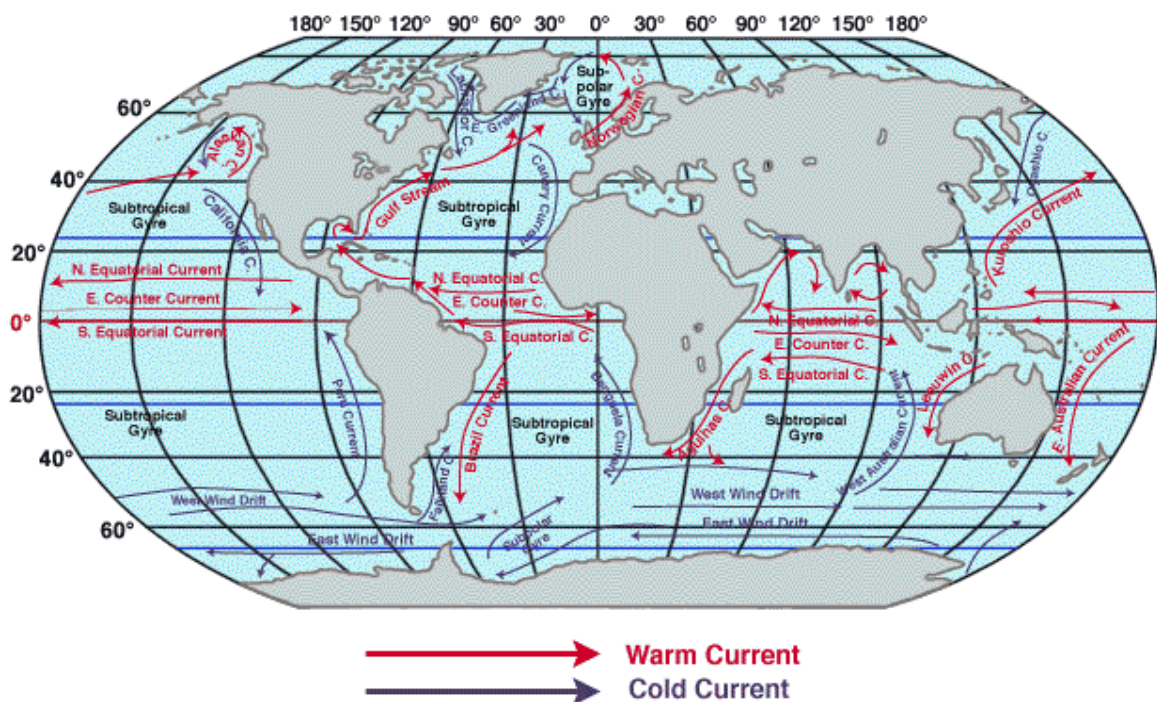 180° 150° 120° 90° 60° 30° 0° 30° 60° 90° 120° 150° 180°
Sub-
polar
Gyre
Labrador C.
E. Greenland C.
Norwegian C.
60°
Alaska
C.
Oyashio C.
40°
Canary Current
Gulf Stream
California C.
Subtropical
Gyre
Subtropical
Gyre
Kuroshio Current
20°
N. Equatorial Current
N. Equatorial C.
E. Counter Current
E. Counter C.
0°
S. Equatorial Current
S. Equatorial C.
N. Equatorial C.
E. Counter C.
S. Equatorial C.
Leeuwin C.
E. Australian Current
20°
Peru Current
Brazil Current
Benguela Current
Agulhas C.
West Australian Current
Subtropical
Gyre
Subtropical
Gyre
Subtropical
Gyre
40°
Falkland C.
West Wind Drift
West Wind Drift
60°
East Wind Drift
Subpolar
Gyre
East Wind Drift
Warm Current
Cold Current